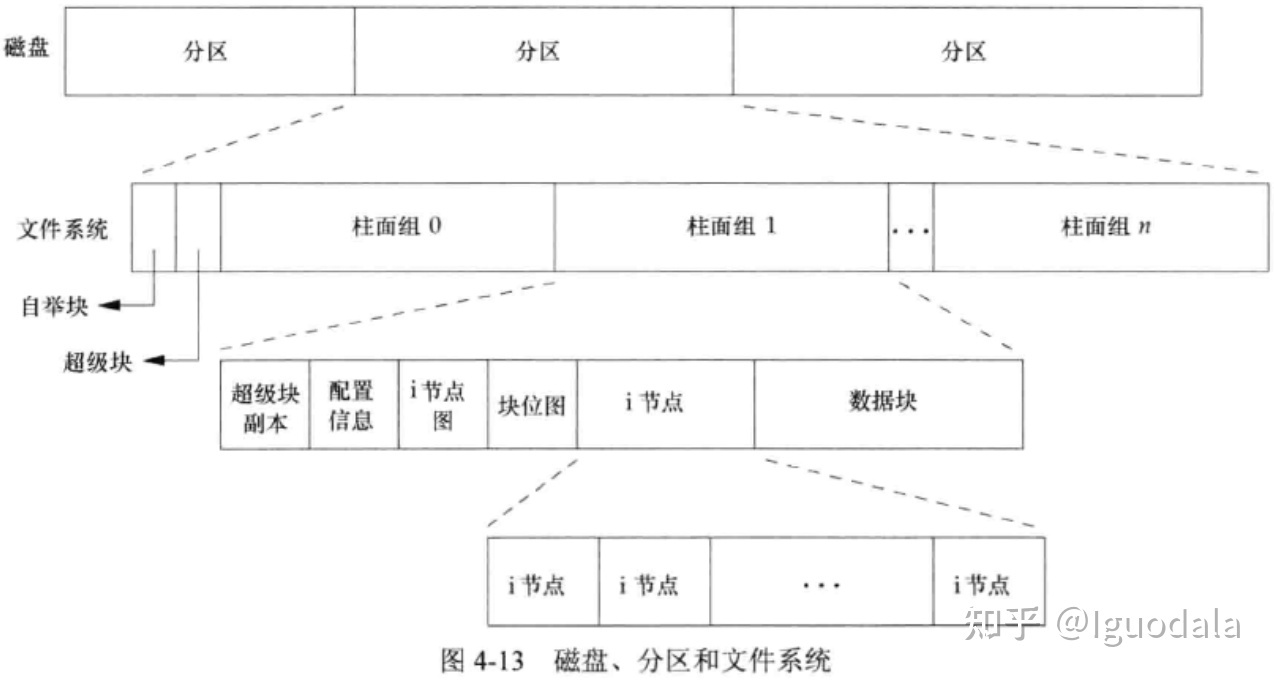 磁盘
分区
分区
分区
文件系统
柱面组 0
柱面组 1
···
柱面组 n
自举块
超级块
超级块
副本
配置
信息
i节点
图
块位图
i 节点
数据块
i节点
i 节点
···
i节点
知乎 @Iguodala
图 4-13 磁盘、分区和文件系统